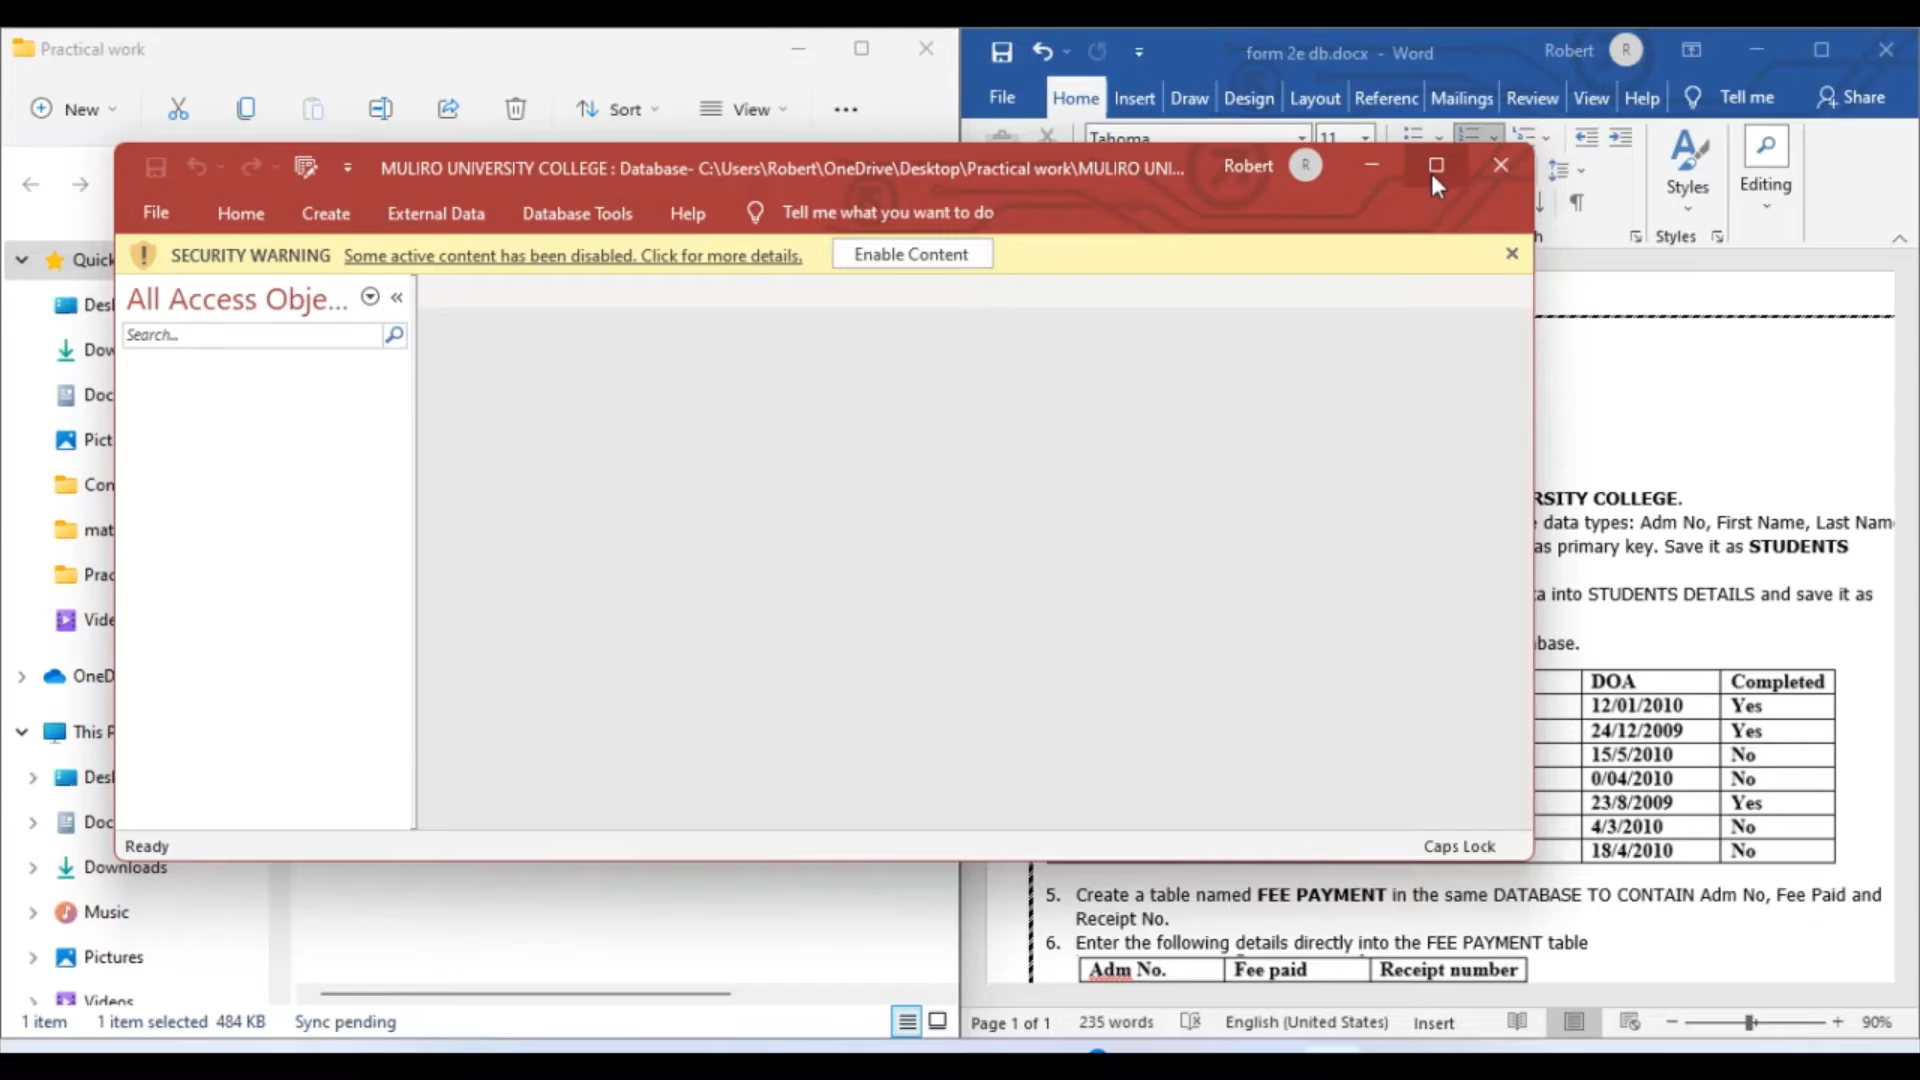 Practical work
New
Sort
View
Quick
Desl
Dow
Doc
Pict
Con
mat
Prac
Vide
OneD
This P
Desl
Doc
Downloads
Music
Pictures
Videos
1 item
1 item selected 484 KB
Sync pending
form 2e db.docx - Word
Robert
R
File
Home
Insert
Draw
Design
Layout
Referenc
Mailings
Review
View
Help
Tell me
Share
Tahoma
11
Styles
Editing
Styles
MULIRO UNIVERSITY COLLEGE : Database- C:\Users\Robert\OneDrive\Desktop\Practical work\MULIRO UNI...
Robert
R
File
Home
Create
External Data
Database Tools
Help
Tell me what you want to do
SECURITY WARNING Some active content has been disabled. Click for more details.
Enable Content
All Access Obje...
Search...
Ready
Caps Lock
RSITY COLLEGE.
data types: Adm No, First Name, Last Nam
as primary key. Save it as STUDENTS
a into STUDENTS DETAILS and save it as
base.
DOA Completed
12/01/2010 Yes
24/12/2009 Yes
15/5/2010 No
0/04/2010 No
23/8/2009 Yes
4/3/2010 No
18/4/2010 No
5. Create a table named FEE PAYMENT in the same DATABASE TO CONTAIN Adm No, Fee Paid and
Receipt No.
6. Enter the following details directly into the FEE PAYMENT table
Adm No. Fee paid Receipt number
Page 1 of 1
235 words
English (United States)
Insert
90%